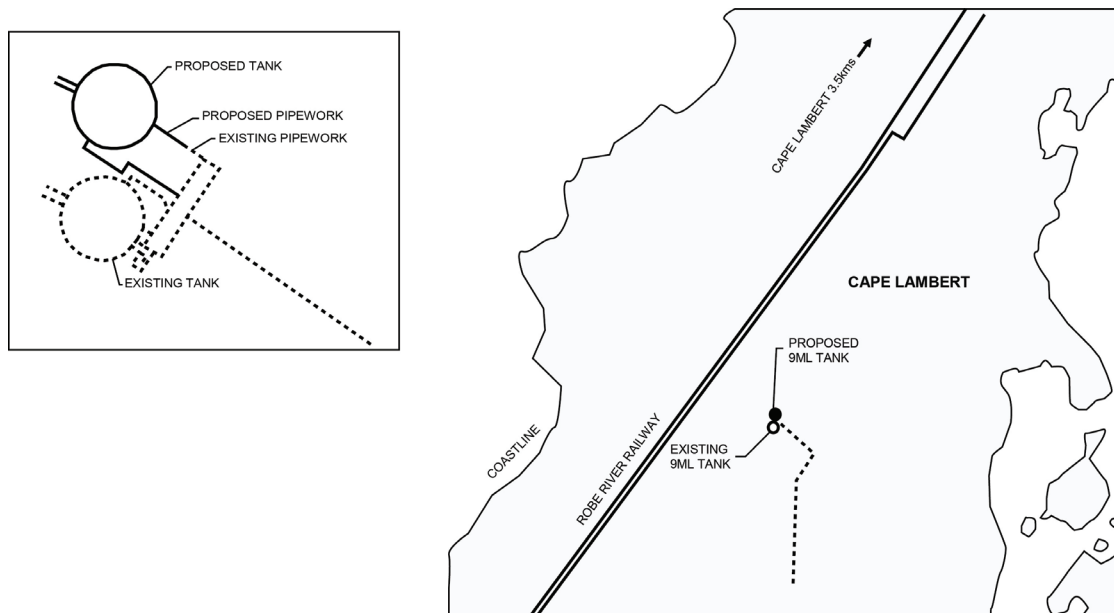 PROPOSED TANK
PROPOSED PIPEWORK
EXISTING PIPEWORK
EXISTING TANK
CAPE LAMBERT 3.5kms
CAPE LAMBERT
PROPOSED
9ML TANK
EXISTING
9ML TANK
COASTLINE
ROBE RIVER RAILWAY